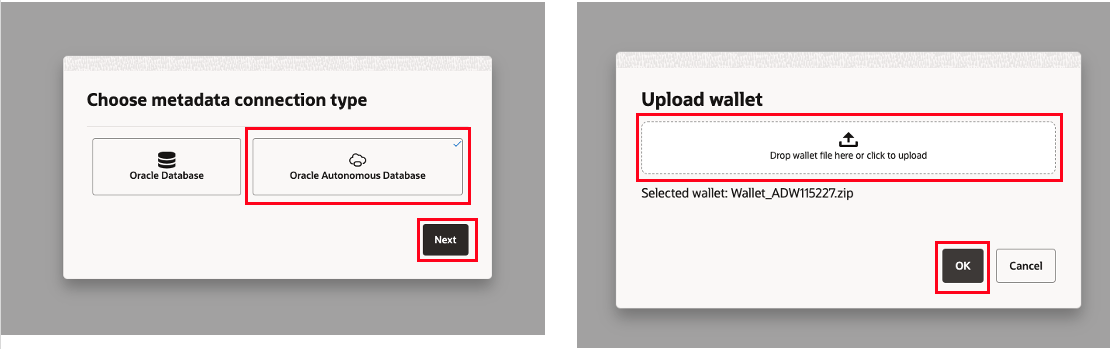 Choose metadata connection type
Oracle Database
Oracle Autonomous Database
Next
Upload wallet
Drop wallet file here or click to upload
Selected wallet: Wallet_ADW115227.zip
OK
Cancel